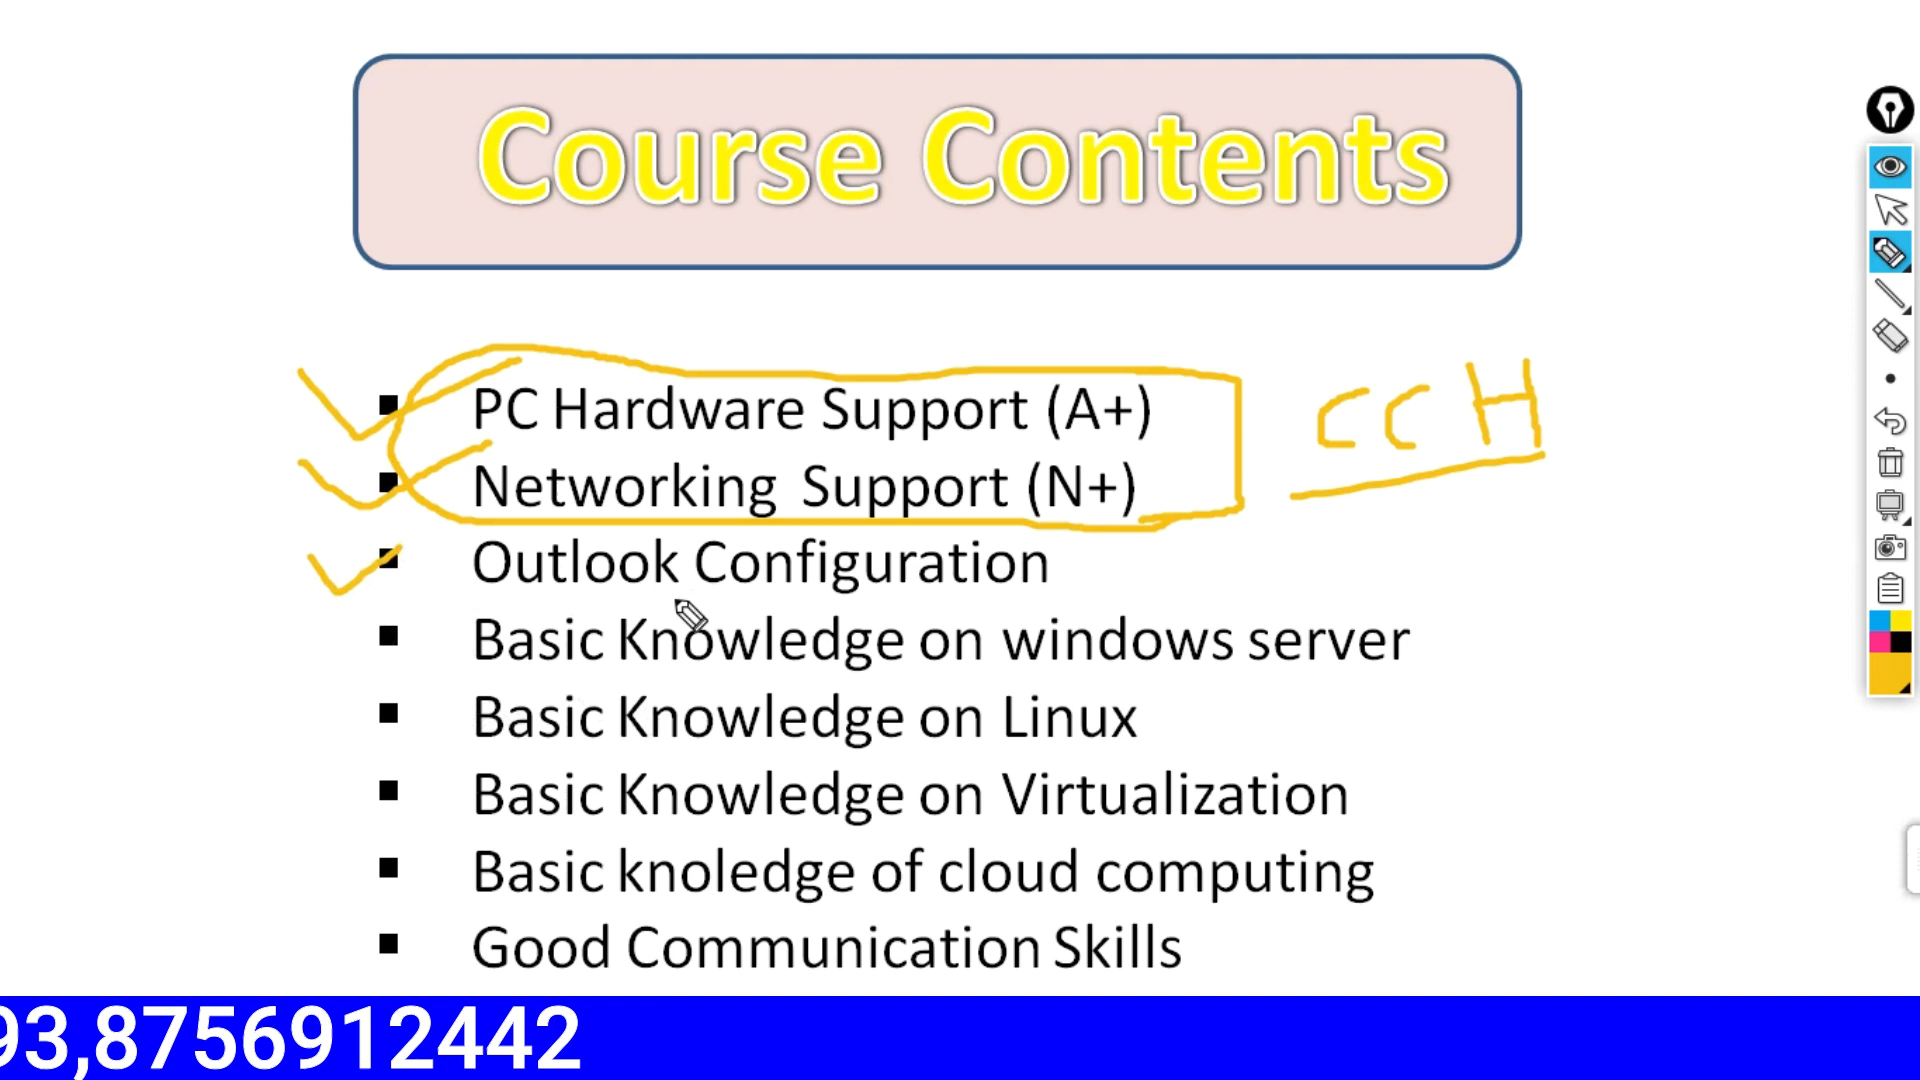 Course Contents
PC Hardware Support (A+)
CCH
Networking Support (N+)
Outlook Configuration
Basic Knowledge on windows server
Basic Knowledge on Linux
Basic Knowledge on Virtualization
Basic knoledge of cloud computing
Good Communication Skills
93,8756912442